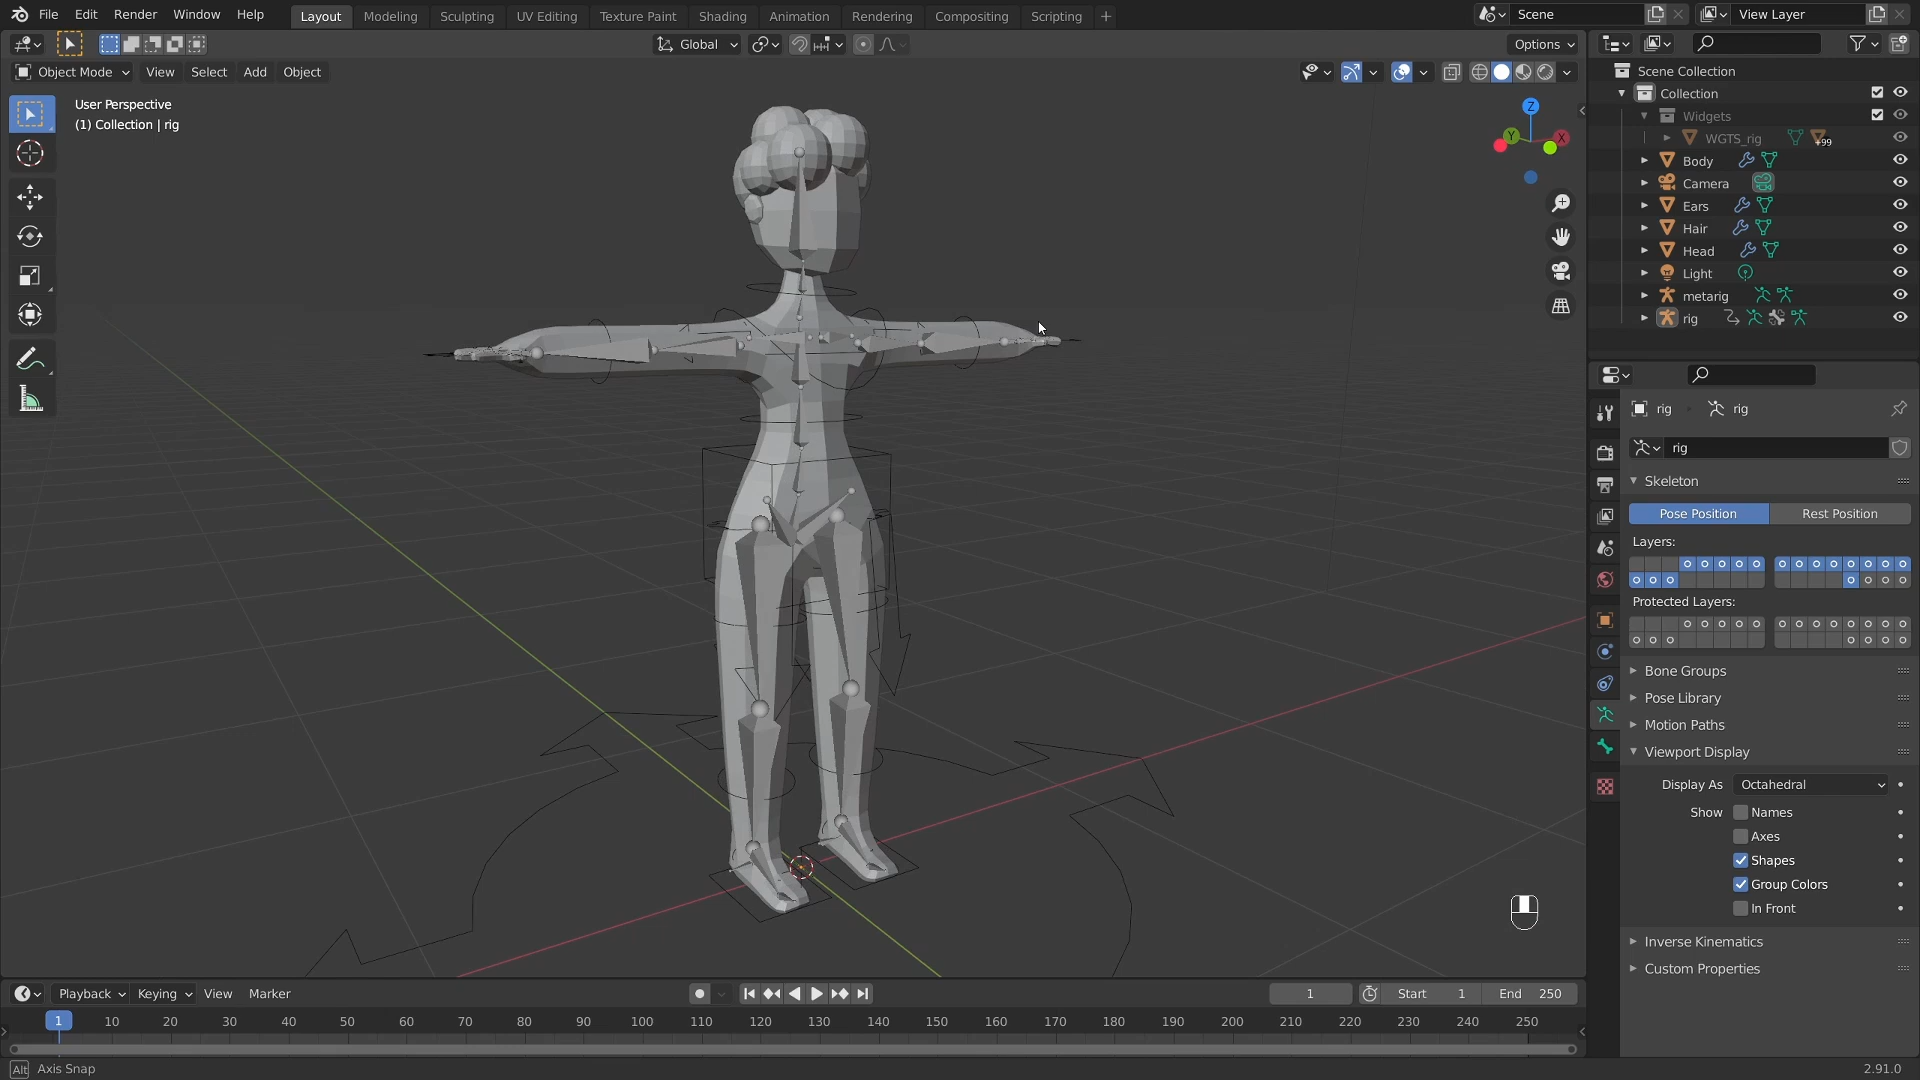 File Edit Render Window Help Layout Modeling Sculpting UV Editing Texture Paint Shading Animation Rendering Compositing Scripting + Scene View Layer
Global Options
Object Mode View Select Add Object
User Perspective
(1) Collection | rig
Z
Y
X
Scene Collection
Collection
Widgets
WGTS_rig +99
Body
Camera
Ears
Hair
Head
Light
metarig
rig
rig rig
rig
Skeleton
Pose Position Rest Position
Layers:
Protected Layers:
Bone Groups
Pose Library
Motion Paths
Viewport Display
Display As Octahedral
Show Names
Axes
Shapes
Group Colors
In Front
Inverse Kinematics
Custom Properties
Playback Keying View Marker 1 Start 1 End 250
1 10 20 30 40 50 60 70 80 90 100 110 120 130 140 150 160 170 180 190 200 210 220 230 240 250
Alt Axis Snap 2.91.0